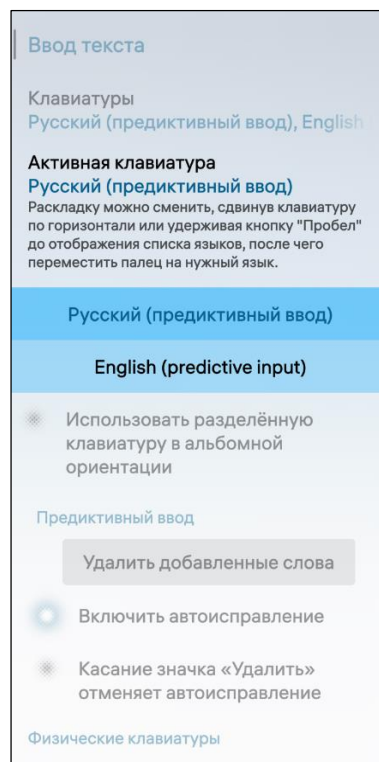 Ввод текста
Клавиатуры
Русский (предиктивный ввод), English
Активная клавиатура
Русский (предиктивный ввод)
Раскладку можно сменить, сдвинув клавиатуру
по горизонтали или удерживая кнопку "Пробел"
до отображения списка языков, после чего
переместить палец на нужный язык.
Русский (предиктивный ввод)
English (predictive input)
Использовать разделённую
клавиатуру в альбомной
ориентации
Предиктивный ввод
Удалить добавленные слова
Включить автоисправление
Касание значка «Удалить»
отменяет автоисправление
Физические клавиатуры